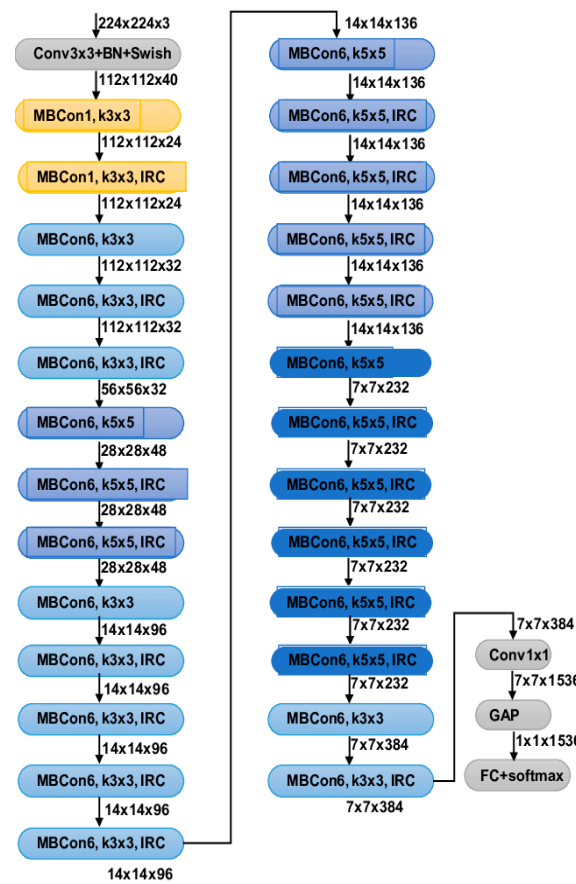 224x224x3
Conv3x3+BN+Swish
112x112x40
MBCon1, k3x3
112x112x24
MBCon1, k3x3, IRC
112x112x24
MBCon6, k3x3
112x112x32
MBCon6, k3x3, IRC
112x112x32
MBCon6, k3x3, IRC
56x56x32
MBCon6, k5x5
28x28x48
MBCon6, k5x5, IRC
28x28x48
MBCon6, k5x5, IRC
28x28x48
MBCon6, k3x3
14x14x96
MBCon6, k3x3, IRC
14x14x96
MBCon6, k3x3, IRC
14x14x96
MBCon6, k3x3, IRC
14x14x96
MBCon6, k3x3, IRC
14x14x96
14x14x136
MBCon6, k5x5
14x14x136
MBCon6, k5x5, IRC
14x14x136
MBCon6, k5x5, IRC
14x14x136
MBCon6, k5x5, IRC
14x14x136
MBCon6, k5x5, IRC
14x14x136
MBCon6, k5x5
7x7x232
MBCon6, k5x5, IRC
7x7x232
MBCon6, k5x5, IRC
7x7x232
MBCon6, k5x5, IRC
7x7x232
MBCon6, k5x5, IRC
7x7x232
MBCon6, k5x5, IRC
7x7x232
MBCon6, k3x3
7x7x384
MBCon6, k3x3, IRC
7x7x384
7x7x384
Conv1x1
7x7x1536
GAP
1x1x1536
FC+softmax